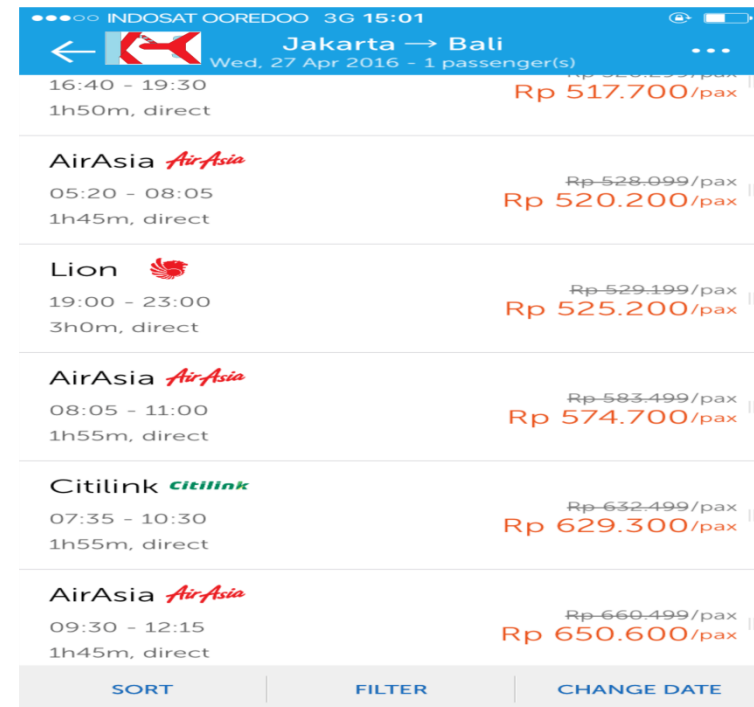 INDOSAT OOREDOO 3G 15:01
Jakarta → Bali
Wed, 27 Apr 2016 - 1 passenger(s)
16:40 - 19:30
Rp 517.700/pax
1h50m, direct
AirAsia AirAsia
Rp 528.099/pax
05:20 - 08:05
Rp 520.200/pax
1h45m, direct
Lion
Rp 529.199/pax
19:00 - 23:00
Rp 525.200/pax
3h0m, direct
AirAsia AirAsia
Rp 583.499/pax
08:05 - 11:00
Rp 574.700/pax
1h55m, direct
Citilink Citilink
Rp 632.499/pax
07:35 - 10:30
Rp 629.300/pax
1h55m, direct
AirAsia AirAsia
Rp 660.499/pax
09:30 - 12:15
Rp 650.600/pax
1h45m, direct
SORT FILTER CHANGE DATE